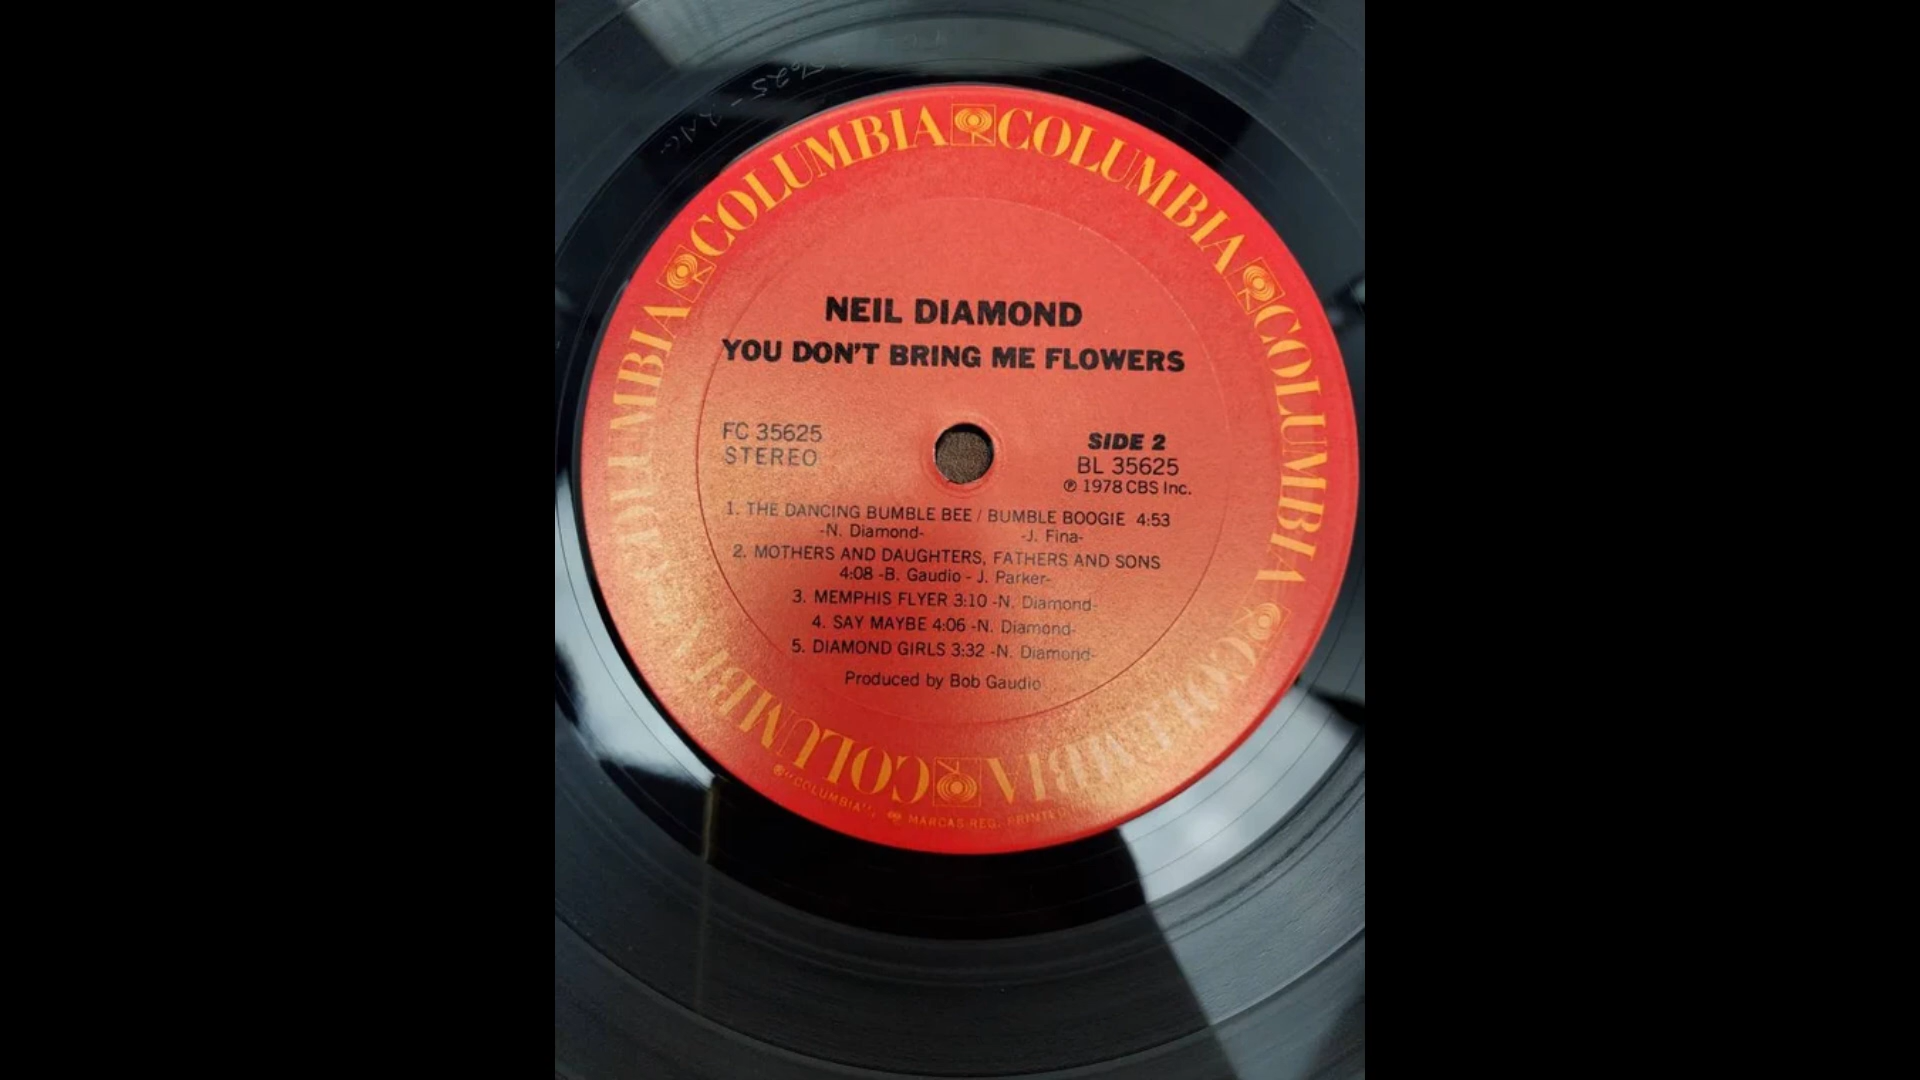 COLUMBIA COLUMBIA COLUMBIA COLUMBIA COLUMBIA COLUMBIA
NEIL DIAMOND
YOU DON'T BRING ME FLOWERS
FC 35625
STEREO
SIDE 2
BL 35625
℗ 1978 CBS Inc.
1. THE DANCING BUMBLE BEE / BUMBLE BOOGIE 4:53
-N. Diamond- -J. Fina-
2. MOTHERS AND DAUGHTERS, FATHERS AND SONS
4:08 -B. Gaudio - J. Parker-
3. MEMPHIS FLYER 3:10 -N. Diamond-
4. SAY MAYBE 4:06 -N. Diamond-
5. DIAMOND GIRLS 3:32 -N. Diamond-
Produced by Bob Gaudio
® "COLUMBIA", MARCAS REG.